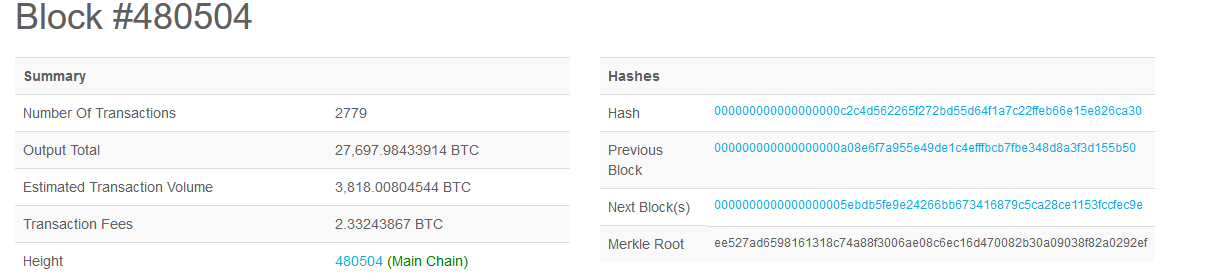 Block #480504
Summary
Number Of Transactions 2779
Output Total 27,697.98433914 BTC
Estimated Transaction Volume 3,818.00804544 BTC
Transaction Fees 2.33243867 BTC
Height 480504 (Main Chain)
Hashes
Hash 000000000000000000c2c4d562265f272bd55d64f1a7c22ffeb66e15e826ca30
Previous Block 000000000000000000a08e6f7a955e49de1c4efffbcb7fbe348d8a3f3d155b50
Next Block(s) 0000000000000000005ebdb5fe9e24266bb673416879c5ca28ce1153fccfec9e
Merkle Root ee527ad6598161318c74a88f3006ae08c6ec16d470082b30a09038f82a0292ef